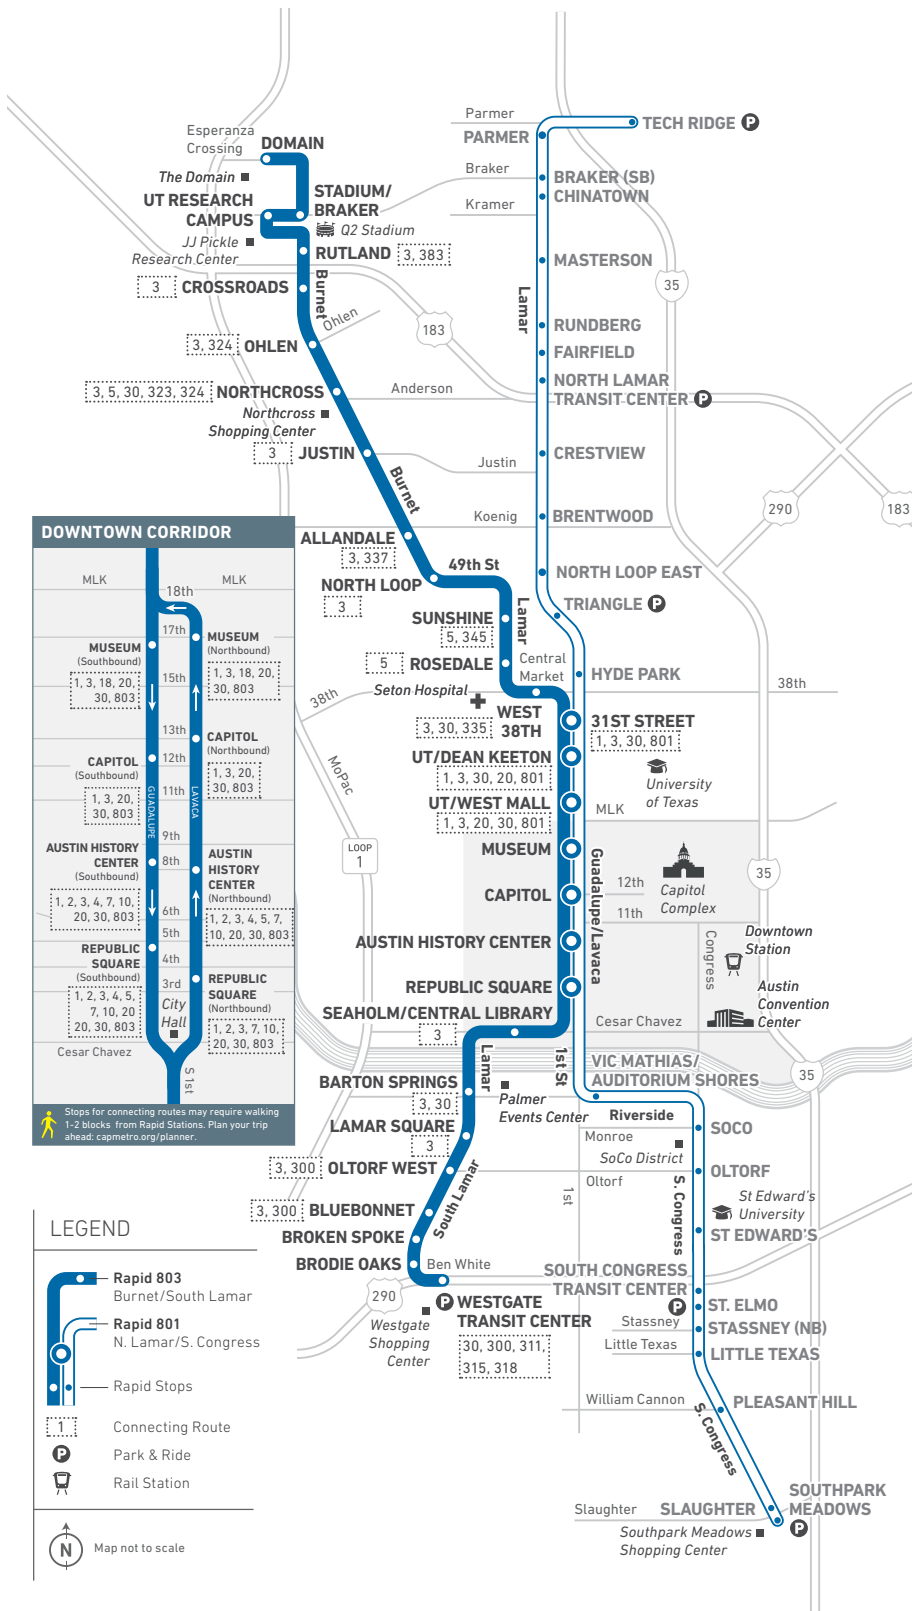 Parmer
TECH RIDGE P
PARMER
Esperanza
Crossing
DOMAIN
The Domain
Braker
BRAKER (SB)
CHINATOWN
Kramer
UT RESEARCH
CAMPUS
STADIUM/
BRAKER
Q2 Stadium
JJ Pickle
Research Center
RUTLAND
3, 383
MASTERSON
3
CROSSROADS
Burnet
Lamar
35
Ohlen
183
RUNDBERG
3, 324
OHLEN
FAIRFIELD
3, 5, 30, 323, 324
NORTHCROSS
Anderson
NORTH LAMAR
TRANSIT CENTER P
Northcross
Shopping Center
3
JUSTIN
Justin
CRESTVIEW
Burnet
290
183
Koenig
BRENTWOOD
ALLANDALE
3, 337
49th St
NORTH LOOP
3
NORTH LOOP EAST
Lamar
TRIANGLE P
SUNSHINE
5, 345
5
ROSEDALE
Central
Market
HYDE PARK
Seton Hospital
38th
38th
WEST
38TH
3, 30, 335
31ST STREET
1, 3, 30, 801
MoPac
UT/DEAN KEETON
1, 3, 30, 20, 801
University
of Texas
UT/WEST MALL
1, 3, 20, 30, 801
MLK
LOOP
1
MUSEUM
Guadalupe/Lavaca
35
CAPITOL
12th
Capitol
Complex
11th
AUSTIN HISTORY CENTER
Congress
Downtown
Station
REPUBLIC SQUARE
Austin
Convention
Center
SEAHOLM/CENTRAL LIBRARY
3
Cesar Chavez
Lamar
1st St
VIC MATHIAS/
AUDITORIUM SHORES
35
BARTON SPRINGS
3, 30
Palmer
Events Center
Riverside
LAMAR SQUARE
3
Monroe
SOCO
SoCo District
3, 300
OLTORF WEST
Oltorf
OLTORF
South Lamar
1st
S. Congress
St Edward's
University
3, 300
BLUEBONNET
BROKEN SPOKE
ST EDWARD'S
BRODIE OAKS
Ben White
SOUTH CONGRESS
TRANSIT CENTER
P
290
P WESTGATE
TRANSIT CENTER
30, 300, 311,
315, 318
Westgate
Shopping
Center
ST. ELMO
Stassney
STASSNEY (NB)
Little Texas
LITTLE TEXAS
William Cannon
PLEASANT HILL
S. Congress
Slaughter
SLAUGHTER
SOUTHPARK
MEADOWS
P
Southpark Meadows
Shopping Center
DOWNTOWN CORRIDOR
MLK
MLK
18th
17th
MUSEUM
(Southbound)
1, 3, 18, 20,
30, 803
MUSEUM
(Northbound)
1, 3, 18, 20,
30, 803
15th
13th
CAPITOL
(Southbound)
1, 3, 20,
30, 803
12th
CAPITOL
(Northbound)
1, 3, 20,
30, 803
11th
GUADALUPE
LAVACA
9th
AUSTIN HISTORY
CENTER
(Southbound)
1, 2, 3, 4, 7, 10,
20, 30, 803
8th
AUSTIN
HISTORY
CENTER
(Northbound)
1, 2, 3, 4, 5, 7,
10, 20, 30, 803
6th
5th
REPUBLIC
SQUARE
(Southbound)
1, 2, 3, 4, 5,
7, 10, 20
20, 30, 803
4th
3rd
City
Hall
REPUBLIC
SQUARE
(Northbound)
1, 2, 3, 7, 10,
20, 30, 803
Cesar Chavez
S 1st
Stops for connecting routes may require walking
1-2 blocks from Rapid Stations. Plan your trip
ahead: capmetro.org/planner.
LEGEND
Rapid 803
Burnet/South Lamar
Rapid 801
N. Lamar/S. Congress
Rapid Stops
1
Connecting Route
P
Park & Ride
Rail Station
N
Map not to scale